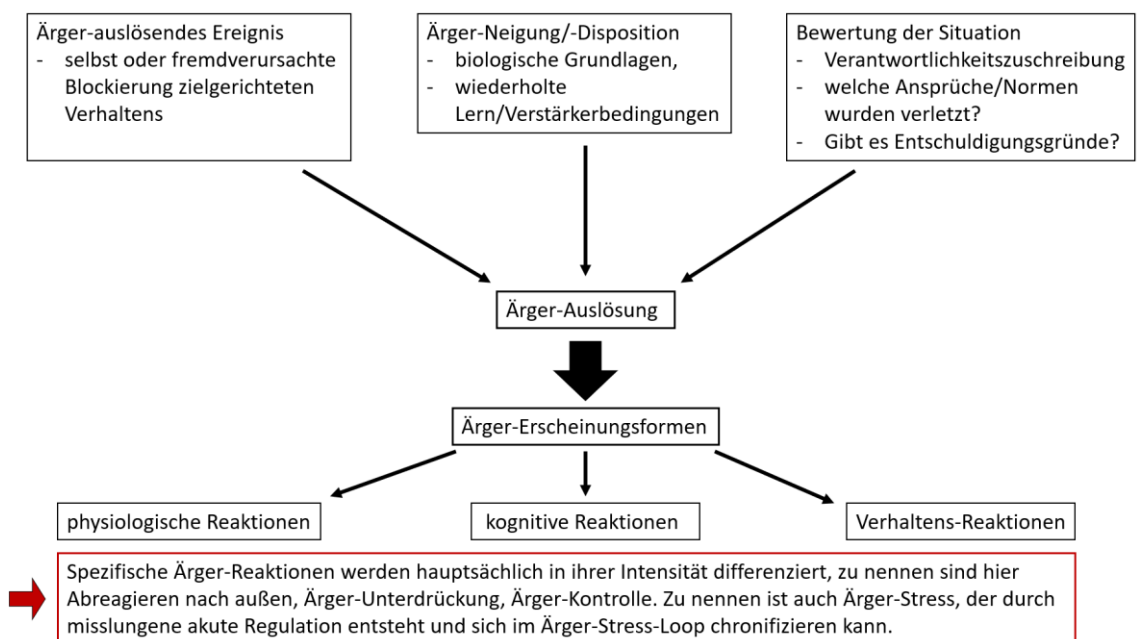 Ärger-auslösendes Ereignis
- selbst oder fremdverursachte
Blockierung zielgerichteten
Verhaltens
Ärger-Neigung/-Disposition
- biologische Grundlagen,
- wiederholte
Lern/Verstärkerbedingungen
Bewertung der Situation
- Verantwortlichkeitszuschreibung
- welche Ansprüche/Normen
wurden verletzt?
- Gibt es Entschuldigungsgründe?
Ärger-Auslösung
Ärger-Erscheinungsformen
physiologische Reaktionen
kognitive Reaktionen
Verhaltens-Reaktionen
Spezifische Ärger-Reaktionen werden hauptsächlich in ihrer Intensität differenziert, zu nennen sind hier
Abreagieren nach außen, Ärger-Unterdrückung, Ärger-Kontrolle. Zu nennen ist auch Ärger-Stress, der durch
misslungene akute Regulation entsteht und sich im Ärger-Stress-Loop chronifizieren kann.